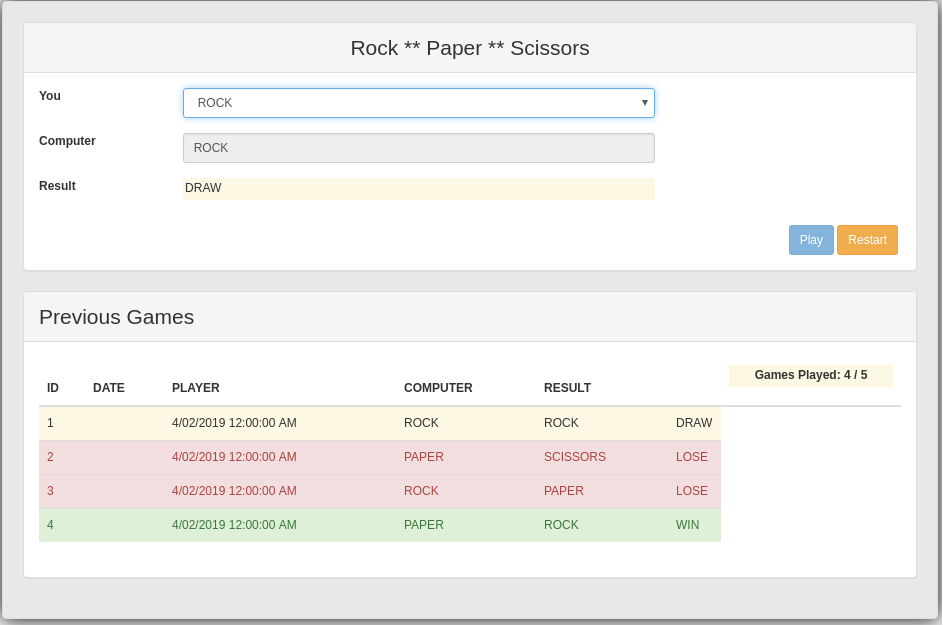 Rock ** Paper ** Scissors
You
ROCK
Computer
ROCK
Result
DRAW
Play Restart
Previous Games
Games Played: 4 / 5
ID DATE PLAYER COMPUTER RESULT
1 4/02/2019 12:00:00 AM ROCK ROCK DRAW
2 4/02/2019 12:00:00 AM PAPER SCISSORS LOSE
3 4/02/2019 12:00:00 AM ROCK PAPER LOSE
4 4/02/2019 12:00:00 AM PAPER ROCK WIN